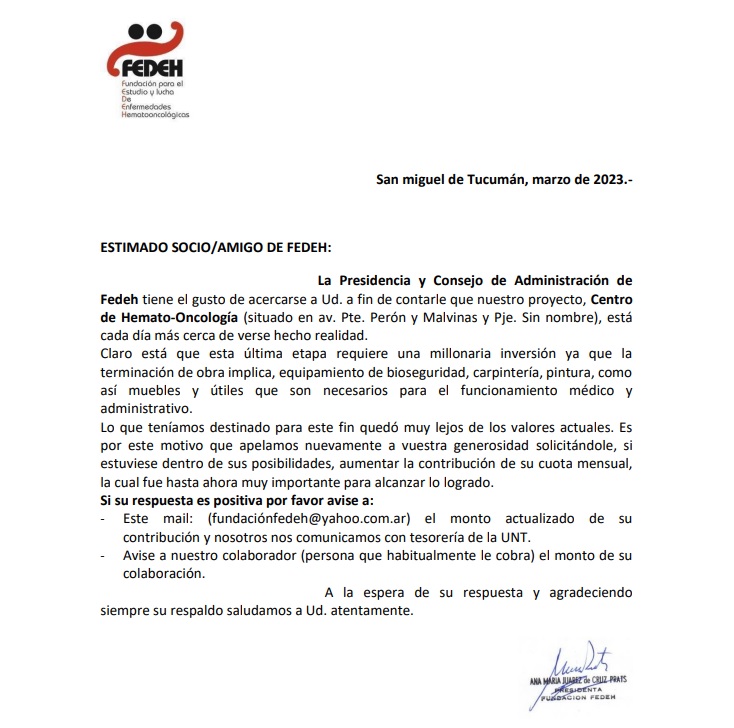 FEDEH
Fundación para el
Estudio y lucha
De
Enfermedades
Hematooncológicas
San miguel de Tucumán, marzo de 2023.-
ESTIMADO SOCIO/AMIGO DE FEDEH:
La Presidencia y Consejo de Administración de
Fedeh tiene el gusto de acercarse a Ud. a fin de contarle que nuestro proyecto, Centro
de Hemato-Oncología (situado en av. Pte. Perón y Malvinas y Pje. Sin nombre), está
cada día más cerca de verse hecho realidad.
Claro está que esta última etapa requiere una millonaria inversión ya que la
terminación de obra implica, equipamiento de bioseguridad, carpintería, pintura, como
así muebles y útiles que son necesarios para el funcionamiento médico y
administrativo.
Lo que teníamos destinado para este fin quedó muy lejos de los valores actuales. Es
por este motivo que apelamos nuevamente a vuestra generosidad solicitándole, si
estuviese dentro de sus posibilidades, aumentar la contribución de su cuota mensual,
la cual fue hasta ahora muy importante para alcanzar lo logrado.
Si su respuesta es positiva por favor avise a:
- Este mail: (fundaciónfedeh@yahoo.com.ar) el monto actualizado de su
contribución y nosotros nos comunicamos con tesorería de la UNT.
- Avise a nuestro colaborador (persona que habitualmente le cobra) el monto de su
colaboración.
A la espera de su respuesta y agradeciendo
siempre su respaldo saludamos a Ud. atentamente.
ANA MARIA JUAREZ de CRUZ PRATS
PRESIDENTA
FUNDACION FEDEH